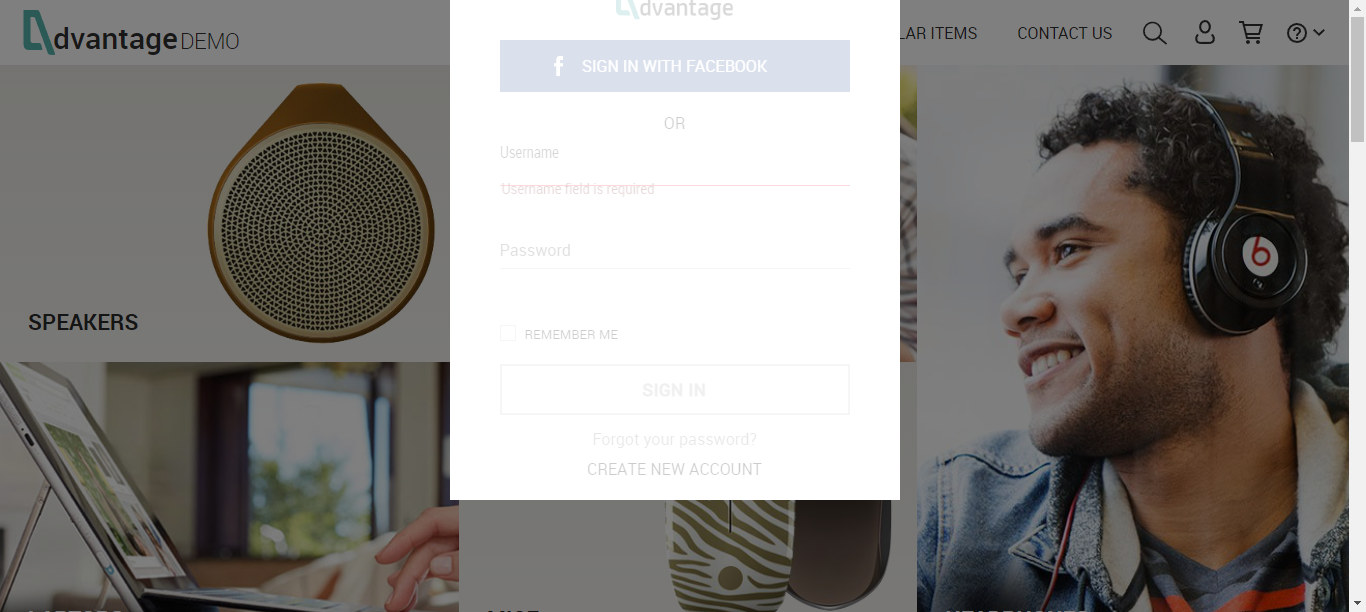 dvantage DEMO
dvantage
LAR ITEMS
CONTACT US
SIGN IN WITH FACEBOOK
OR
Username
Username field is required
Password
REMEMBER ME
SIGN IN
Forgot your password?
CREATE NEW ACCOUNT
SPEAKERS